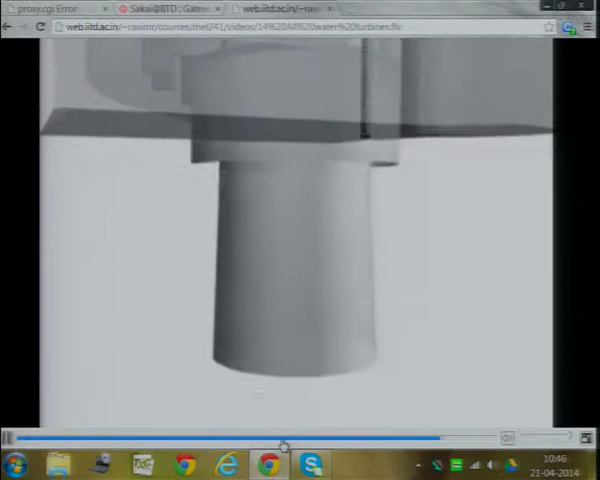 proxy.cgi Error
Sakai@IITD : Gatew
web.iitd.ac.in/~ravi
web.iitd.ac.in/~ravimr/courses/mel241/videos/14%20All%20water%20turbines.flv
10:46
21-04-2014